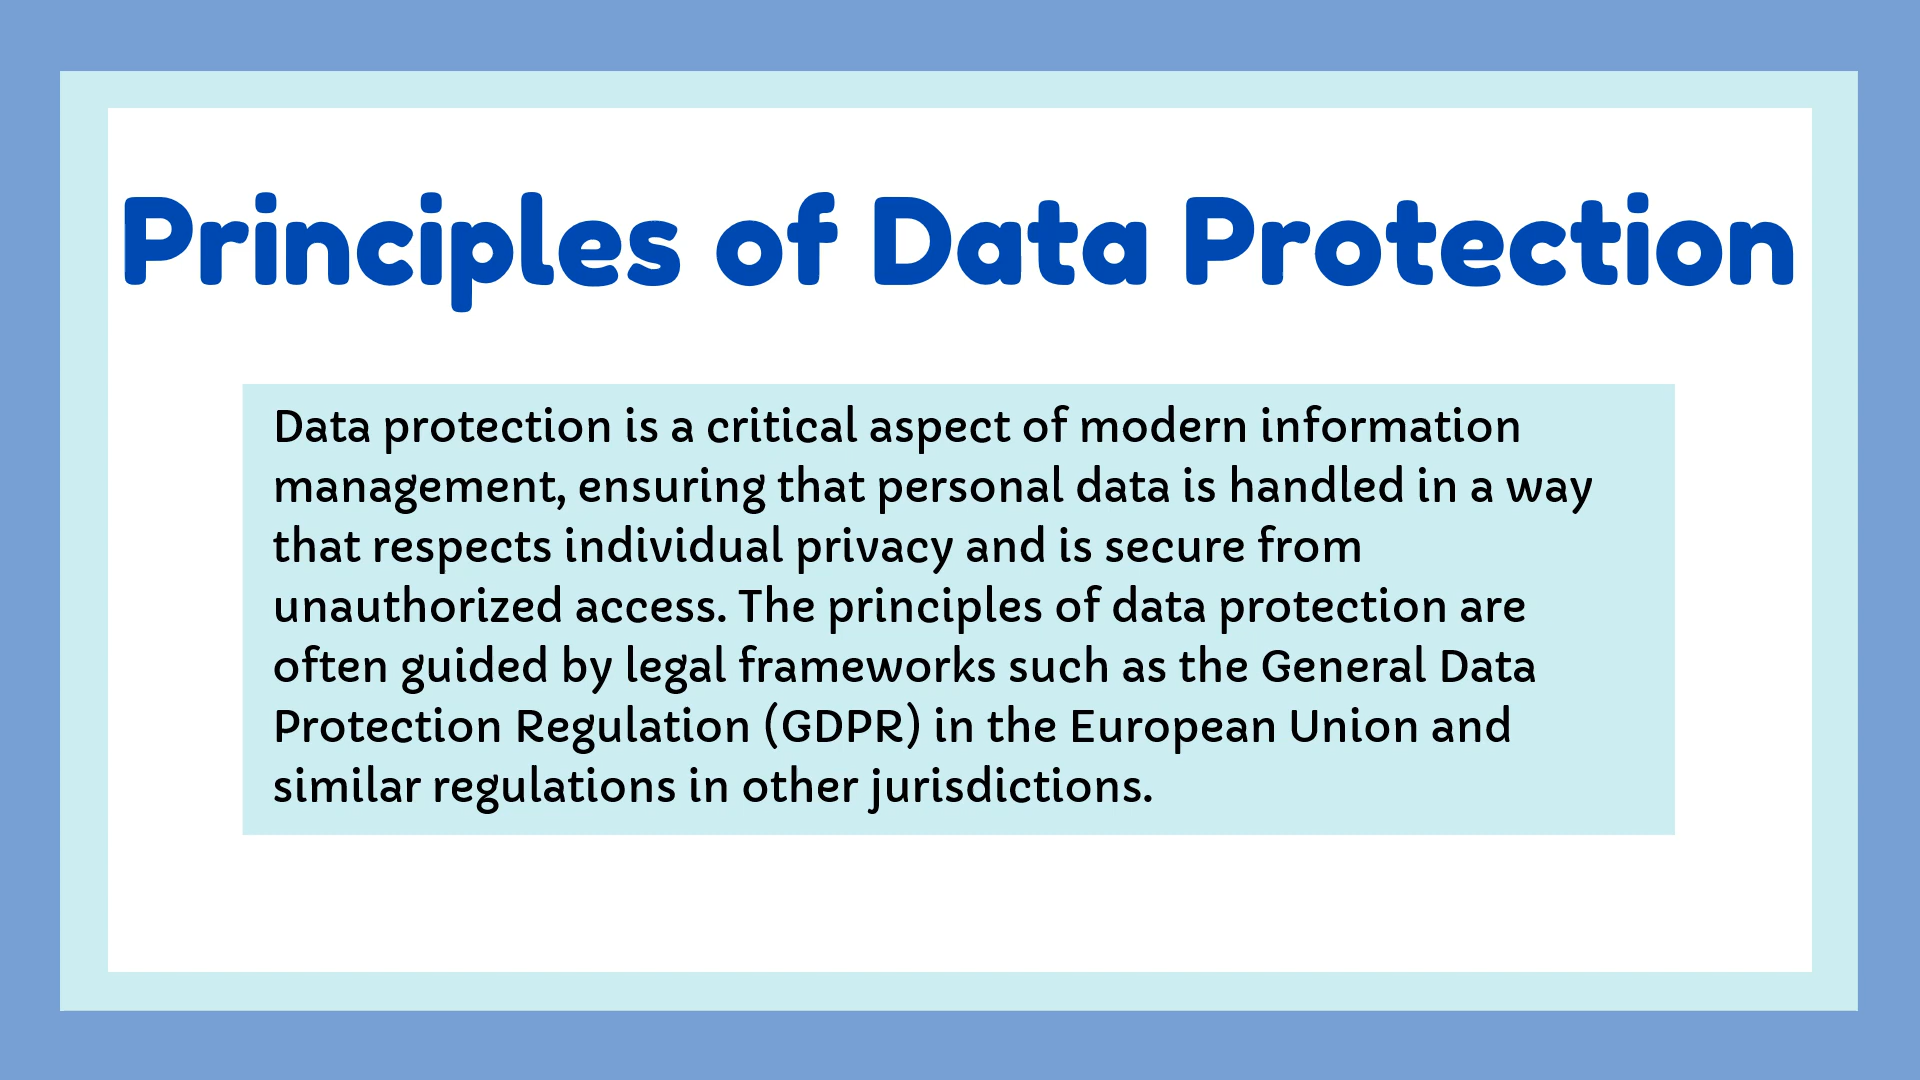 Principles of Data Protection
Data protection is a critical aspect of modern information
management, ensuring that personal data is handled in a way
that respects individual privacy and is secure from
unauthorized access. The principles of data protection are
often guided by legal frameworks such as the General Data
Protection Regulation (GDPR) in the European Union and
similar regulations in other jurisdictions.